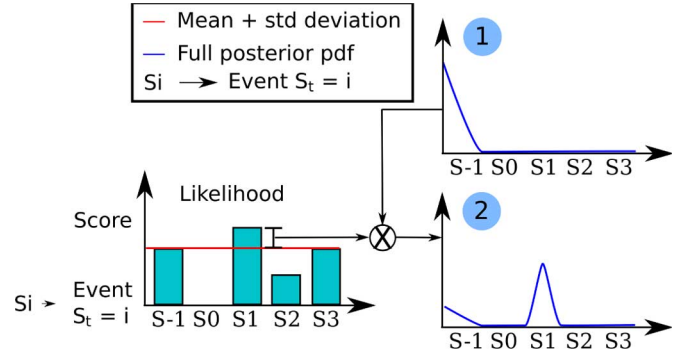 Mean + std deviation
Full posterior pdf
Si → Event Sₜ = i
1
S-1 S0 S1 S2 S3
Likelihood
Score
X
2
Si → Event
Sₜ = i
S-1 S0 S1 S2 S3
S-1 S0 S1 S2 S3